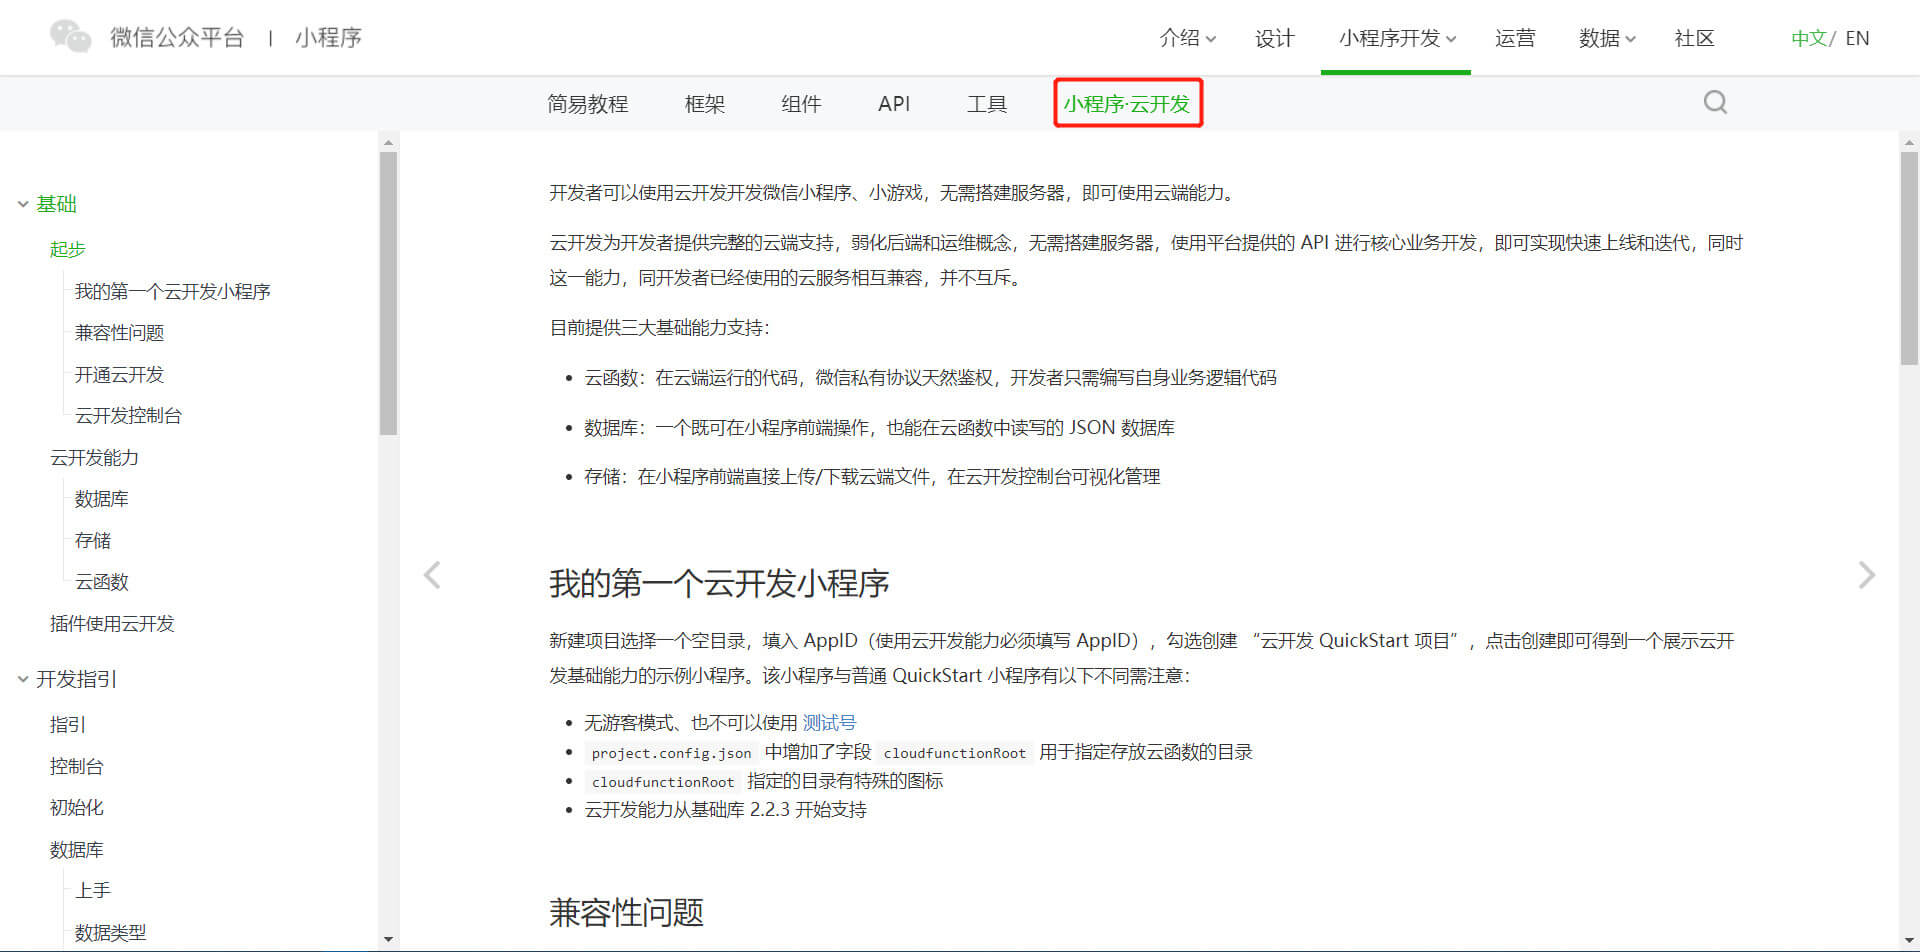 微信公众平台 | 小程序
介绍 设计 小程序开发 运营 数据 社区 中文/ EN
简易教程 框架 组件 API 工具 小程序·云开发
基础
起步
我的第一个云开发小程序
兼容性问题
开通云开发
云开发控制台
云开发能力
数据库
存储
云函数
插件使用云开发
开发指引
指引
控制台
初始化
数据库
上手
数据类型
开发者可以使用云开发开发微信小程序、小游戏，无需搭建服务器，即可使用云端能力。
云开发为开发者提供完整的云端支持，弱化后端和运维概念，无需搭建服务器，使用平台提供的 API 进行核心业务开发，即可实现快速上线和迭代，同时
这一能力，同开发者已经使用的云服务相互兼容，并不互斥。
目前提供三大基础能力支持：
• 云函数：在云端运行的代码，微信私有协议天然鉴权，开发者只需编写自身业务逻辑代码
• 数据库：一个既可在小程序前端操作，也能在云函数中读写的 JSON 数据库
• 存储：在小程序前端直接上传/下载云端文件，在云开发控制台可视化管理
我的第一个云开发小程序
新建项目选择一个空目录，填入 AppID（使用云开发能力必须填写 AppID），勾选创建 “云开发 QuickStart 项目”，点击创建即可得到一个展示云开
发基础能力的示例小程序。该小程序与普通 QuickStart 小程序有以下不同需注意：
• 无游客模式、也不可以使用 测试号
• project.config.json 中增加了字段 cloudfunctionRoot 用于指定存放云函数的目录
• cloudfunctionRoot 指定的目录有特殊的图标
• 云开发能力从基础库 2.2.3 开始支持
兼容性问题